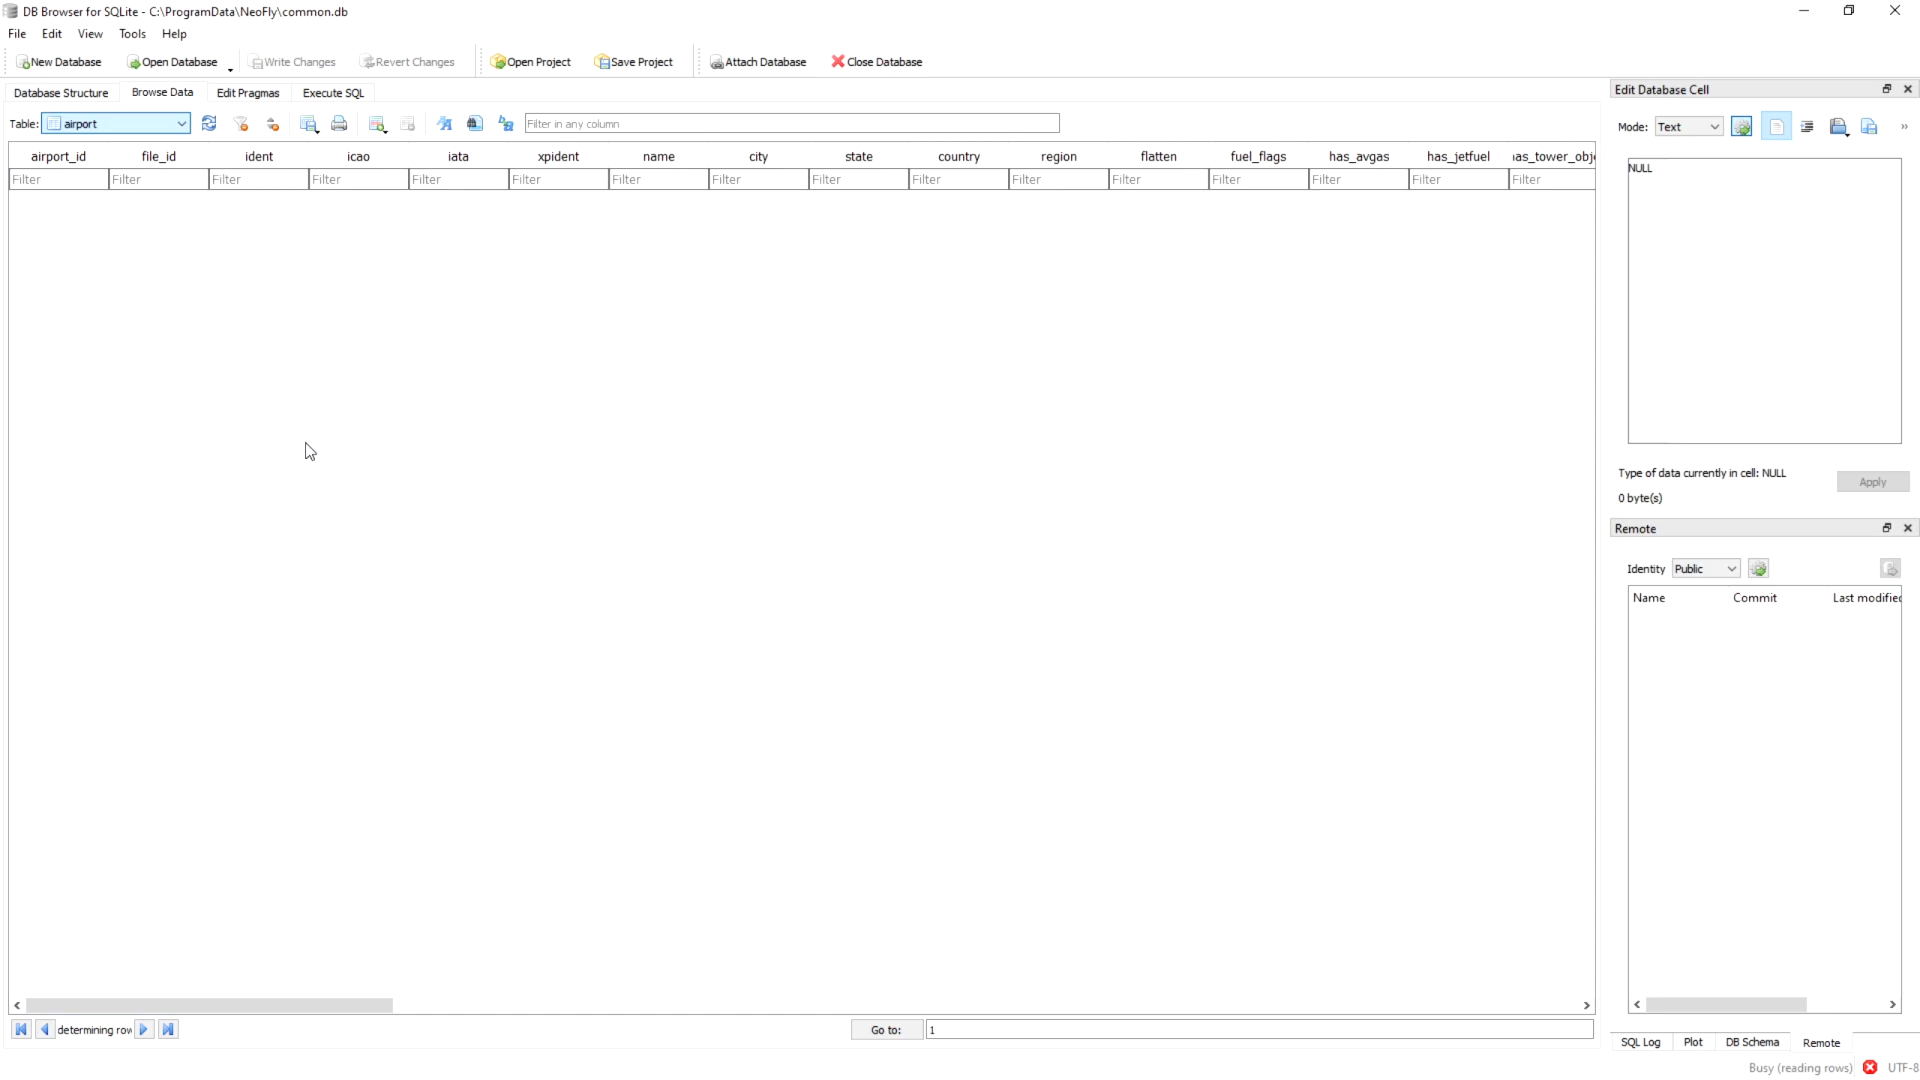 DB Browser for SQLite - C:\ProgramData\NeoFly\common.db
File Edit View Tools Help
New Database Open Database Write Changes Revert Changes Open Project Save Project Attach Database Close Database
Database Structure Browse Data Edit Pragmas Execute SQL
Table: airport Filter in any column
airport_id file_id ident icao iata xpident name city state country region flatten fuel_flags has_avgas has_jetfuel ıas_tower_obje
Filter Filter Filter Filter Filter Filter Filter Filter Filter Filter Filter Filter Filter Filter Filter Filter
determining rov Go to: 1
Edit Database Cell
Mode: Text
NULL
Type of data currently in cell: NULL
Apply
0 byte(s)
Remote
Identity Public
Name Commit Last modified
SQL Log Plot DB Schema Remote
Busy (reading rows) UTF-8